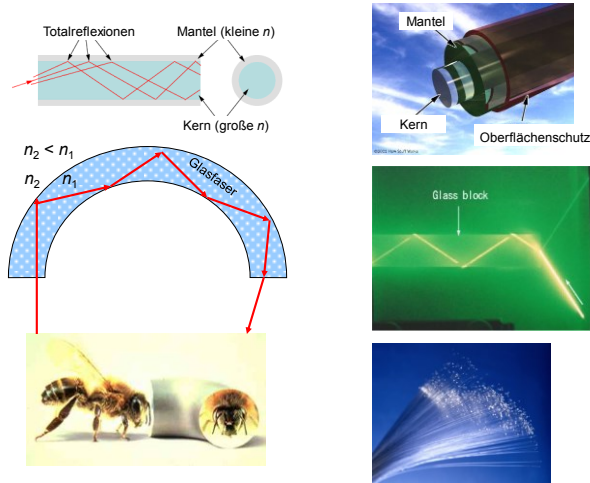 Totalreflexionen
Mantel (kleine n)
Kern (große n)
n₂ < n₁
n₂ n₁
Glasfaser
Mantel
Kern
Oberflächenschutz
Glass block